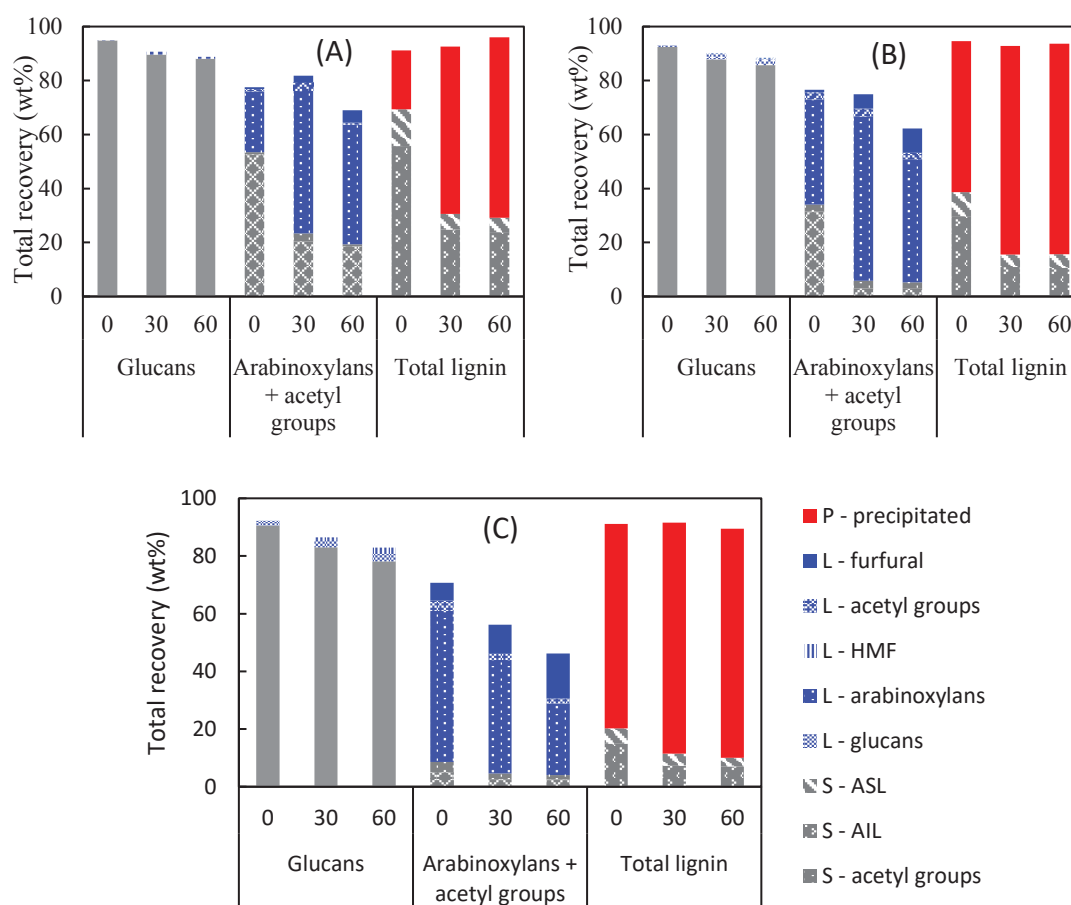 100
80
60
40
20
0
Total recovery (wt%)
(A)
0 30 60 0 30 60 0 30 60
Glucans Arabinoxylans Total lignin
+ acetyl
groups
100
80
60
40
20
0
Total recovery (wt%)
(B)
0 30 60 0 30 60 0 30 60
Glucans Arabinoxylans Total lignin
+ acetyl
groups
100
80
60
40
20
0
Total recovery (wt%)
(C)
0 30 60 0 30 60 0 30 60
Glucans Arabinoxylans + Total lignin
acetyl groups
P - precipitated
L - furfural
L - acetyl groups
L - HMF
L - arabinoxylans
L - glucans
S - ASL
S - AIL
S - acetyl groups